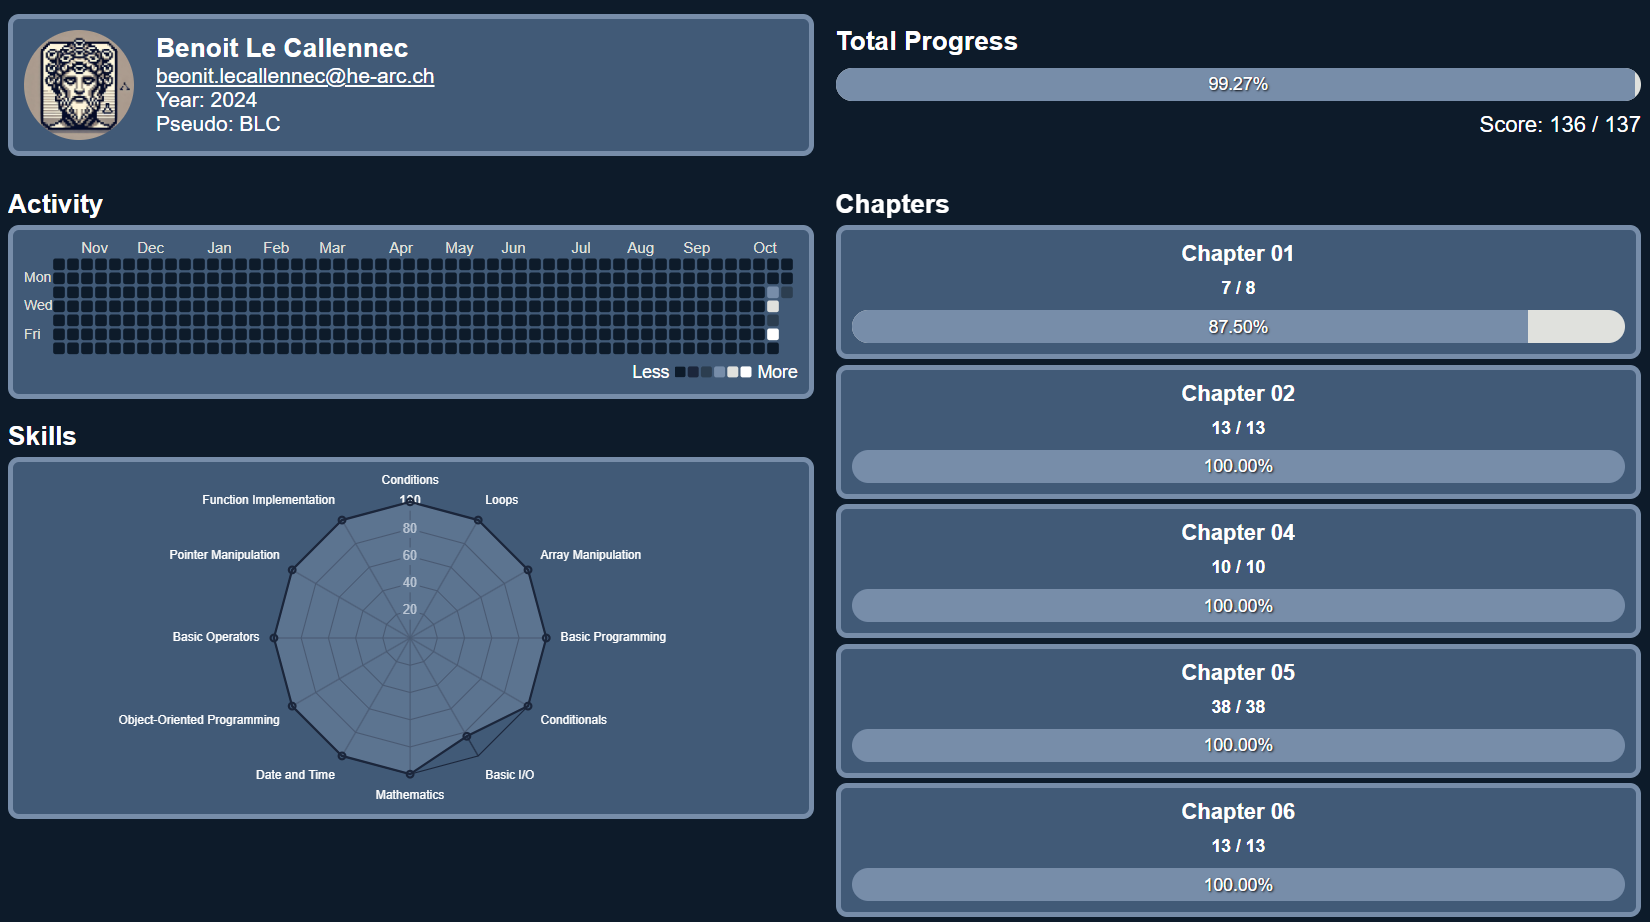 Benoit Le Callennec
beonit.lecallennec@he-arc.ch
Year: 2024
Pseudo: BLC
Total Progress
99.27%
Score: 136 / 137
Activity
Nov Dec Jan Feb Mar Apr May Jun Jul Aug Sep Oct
Mon
Wed
Fri
Less More
Skills
Conditions
Function Implementation
100
Loops
80
Pointer Manipulation
60
Array Manipulation
40
20
Basic Operators
Basic Programming
Object-Oriented Programming
Conditionals
Date and Time
Basic I/O
Mathematics
Chapters
Chapter 01
7 / 8
87.50%
Chapter 02
13 / 13
100.00%
Chapter 04
10 / 10
100.00%
Chapter 05
38 / 38
100.00%
Chapter 06
13 / 13
100.00%